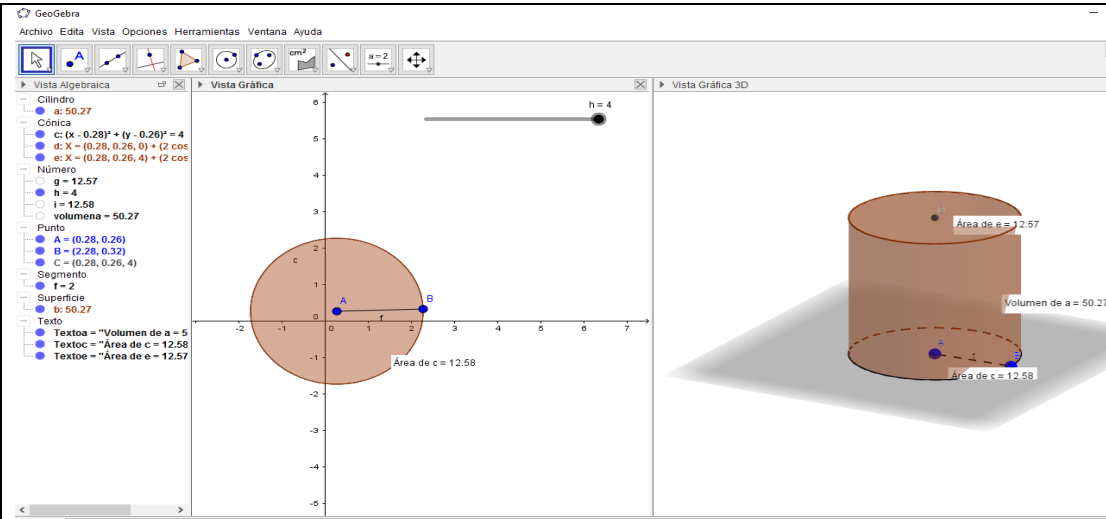 GeoGebra
Archivo Edita Vista Opciones Herramientas Ventana Ayuda
A
cm²
a = 2
Vista Algebraica
Cilindro
a: 50.27
Cónica
c: (x - 0.28)² + (y - 0.26)² = 4
d: X = (0.28, 0.26, 0) + (2 cos
e: X = (0.28, 0.26, 4) + (2 cos
Número
g = 12.57
h = 4
i = 12.58
volumena = 50.27
Punto
A = (0.28, 0.26)
B = (2.28, 0.32)
C = (0.28, 0.26, 4)
Segmento
f = 2
Superficie
b: 50.27
Texto
Textoa = "Volumen de a = 5
Textoc = "Área de c = 12.58
Textoe = "Área de e = 12.57
Vista Gráfica
h = 4
6
5
4
3
2
1
0
-1
-2
-3
-4
-5
-2 -1 0 1 2 3 4 5 6 7
c
A
B
f
Área de c = 12.58
Vista Gráfica 3D
Área de e = 12.57
Volumen de a = 50.27
A
f
Área de c = 12.58